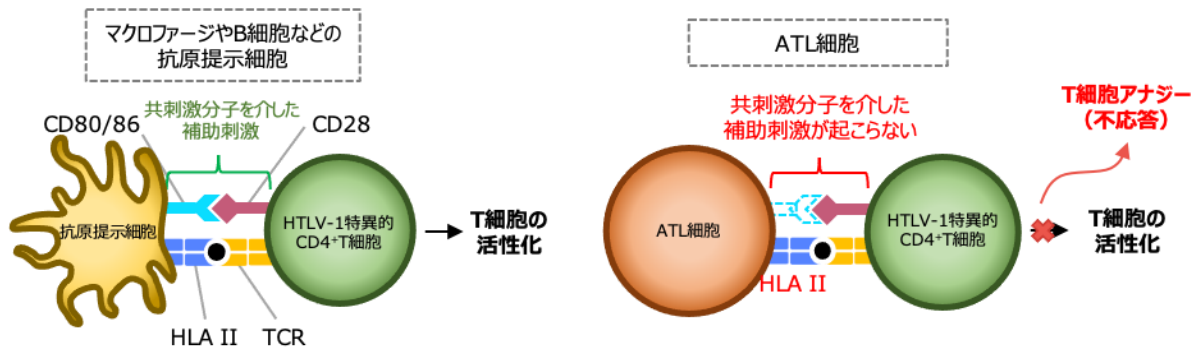 マクロファージやB細胞などの
抗原提示細胞
共刺激分子を介した
補助刺激
CD80/86
CD28
抗原提示細胞
HTLV-1特異的
CD4⁺T細胞
T細胞の
活性化
HLA II
TCR
ATL細胞
共刺激分子を介した
補助刺激が起こらない
T細胞アナジー
（不応答）
ATL細胞
HTLV-1特異的
CD4⁺T細胞
T細胞の
活性化
HLA II